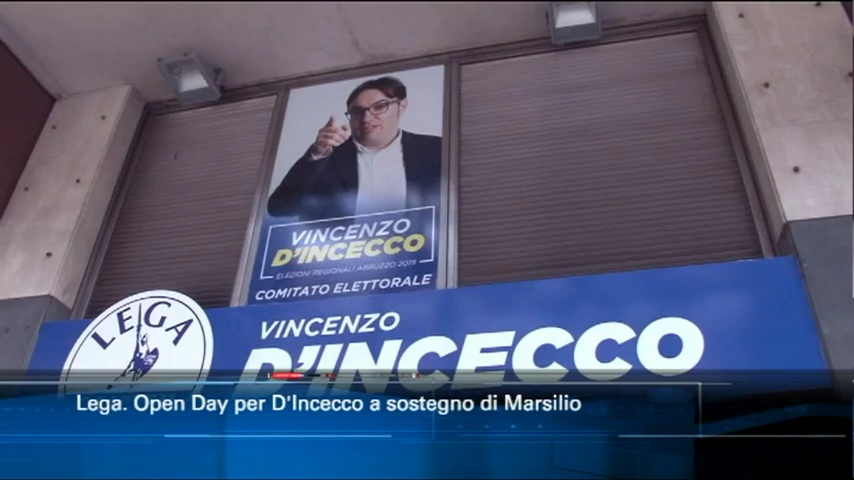 VINCENZO
D'INCECCO
ELEZIONI REGIONALI ABRUZZO 2019
COMITATO ELETTORALE
LEGA
VINCENZO
D'INCECCO
Lega. Open Day per D'Incecco a sostegno di Marsilio